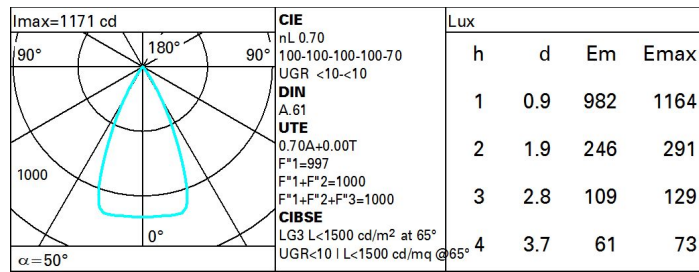 Imax=1171 cd
90°
180°
90°
1000
0°
α=50°
CIE
nL 0.70
100-100-100-100-70
UGR <10-<10
DIN
A.61
UTE
0.70A+0.00T
F"1=997
F"1+F"2=1000
F"1+F"2+F"3=1000
CIBSE
LG3 L<1500 cd/m² at 65°
UGR<10 | L<1500 cd/mq @65°
Lux
h d Em Emax
1 0.9 982 1164
2 1.9 246 291
3 2.8 109 129
4 3.7 61 73